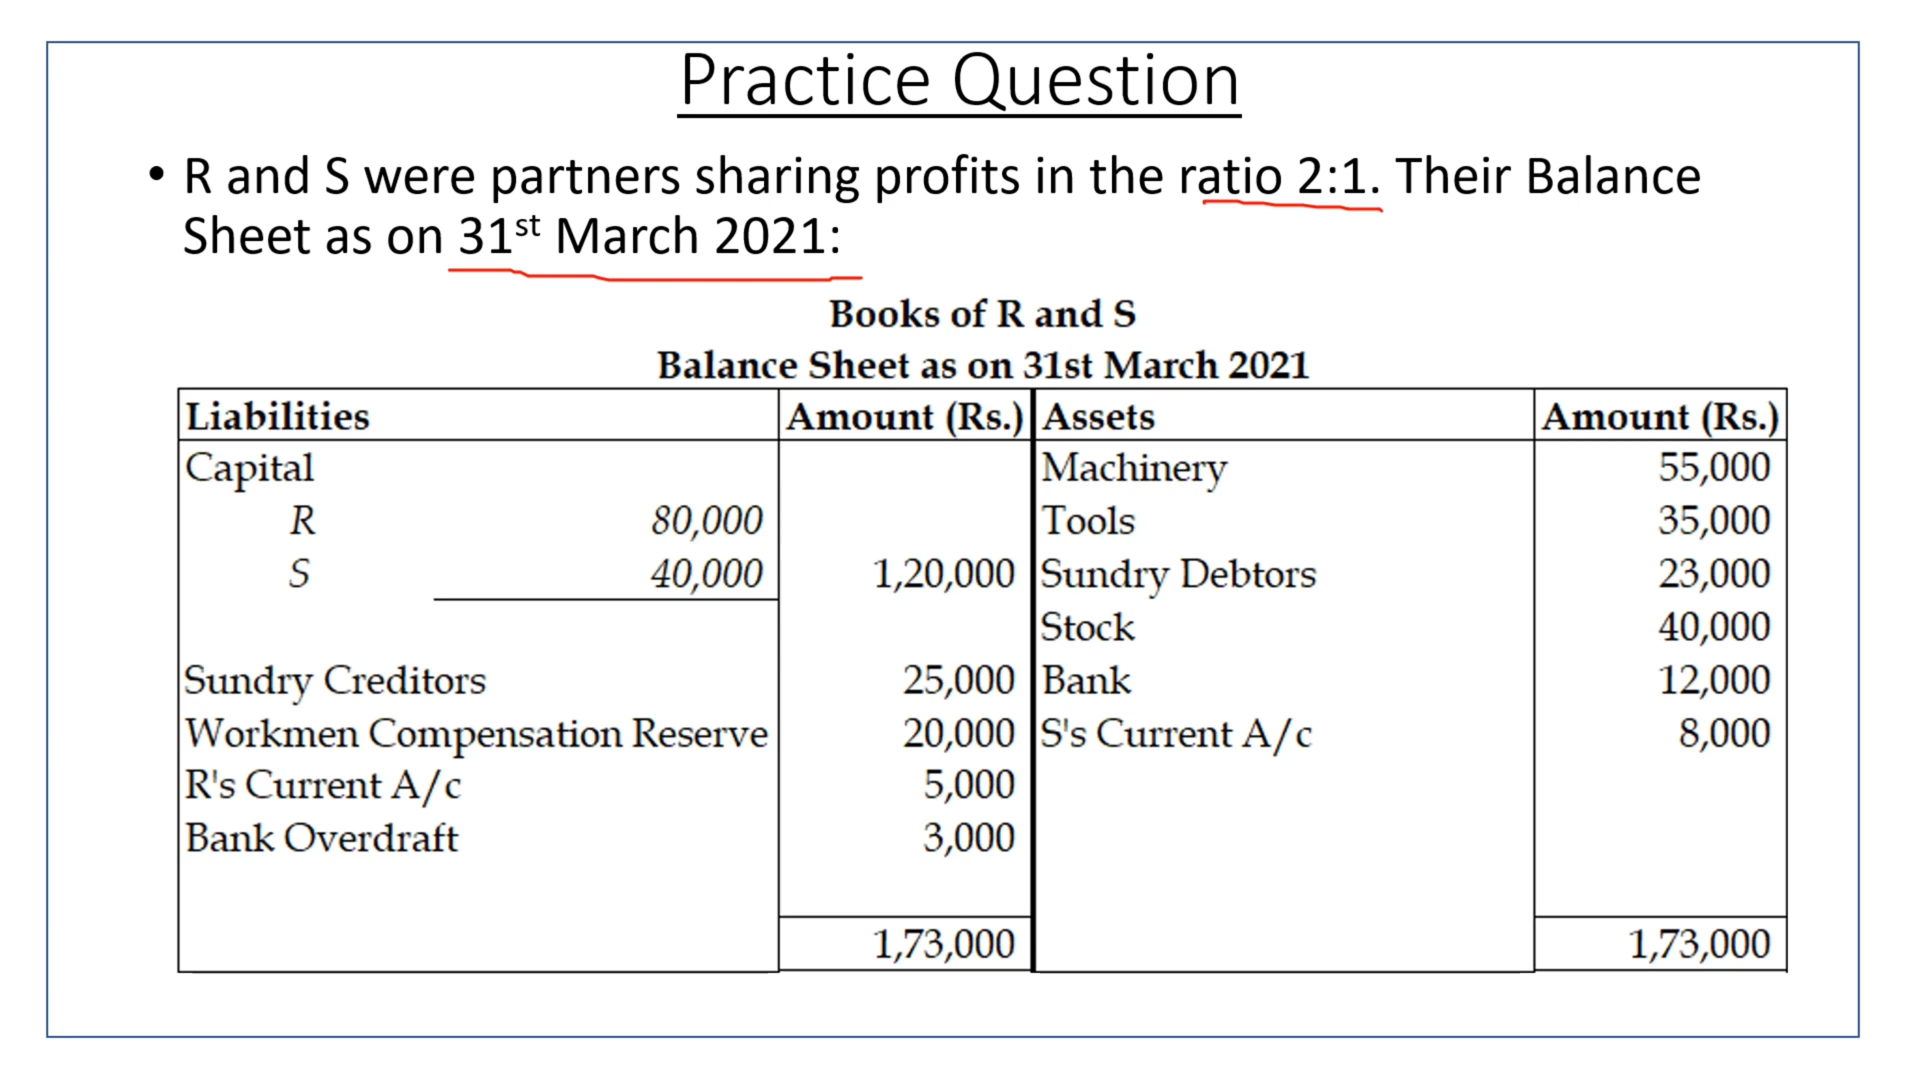 Practice Question
• R and S were partners sharing profits in the ratio 2:1. Their Balance
Sheet as on 31st March 2021:
Books of R and S
Balance Sheet as on 31st March 2021
Liabilities Amount (Rs.) Assets Amount (Rs.)
Capital Machinery 55,000
R 80,000 Tools 35,000
S 40,000 1,20,000 Sundry Debtors 23,000
Stock 40,000
Sundry Creditors 25,000 Bank 12,000
Workmen Compensation Reserve 20,000 S's Current A/c 8,000
R's Current A/c 5,000
Bank Overdraft 3,000
1,73,000 1,73,000